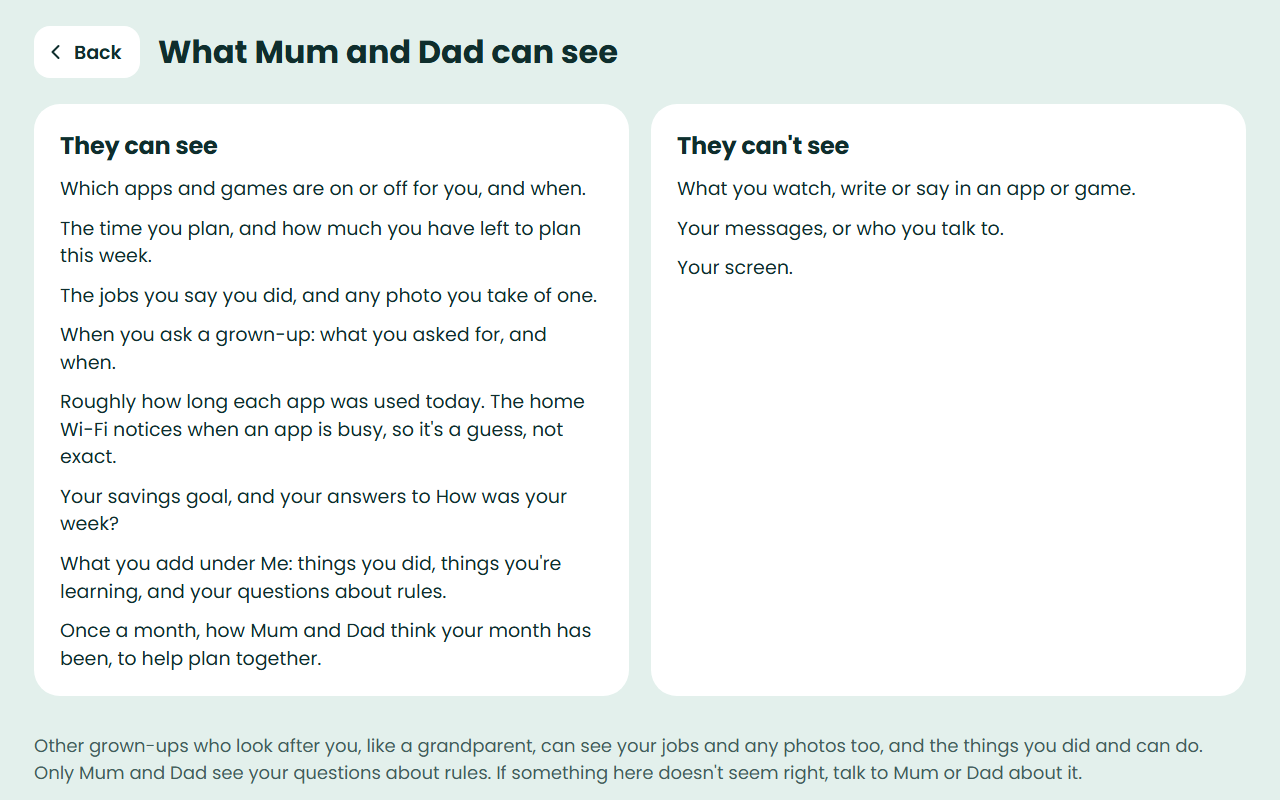 Back
What Mum and Dad can see
They can see
Which apps and games are on or off for you, and when.
The time you plan, and how much you have left to plan
this week.
The jobs you say you did, and any photo you take of one.
When you ask a grown-up: what you asked for, and
when.
Roughly how long each app was used today. The home
Wi-Fi notices when an app is busy, so it's a guess, not
exact.
Your savings goal, and your answers to How was your
week?
What you add under Me: things you did, things you're
learning, and your questions about rules.
Once a month, how Mum and Dad think your month has
been, to help plan together.
They can't see
What you watch, write or say in an app or game.
Your messages, or who you talk to.
Your screen.
Other grown-ups who look after you, like a grandparent, can see your jobs and any photos too, and the things you did and can do.
Only Mum and Dad see your questions about rules. If something here doesn't seem right, talk to Mum or Dad about it.